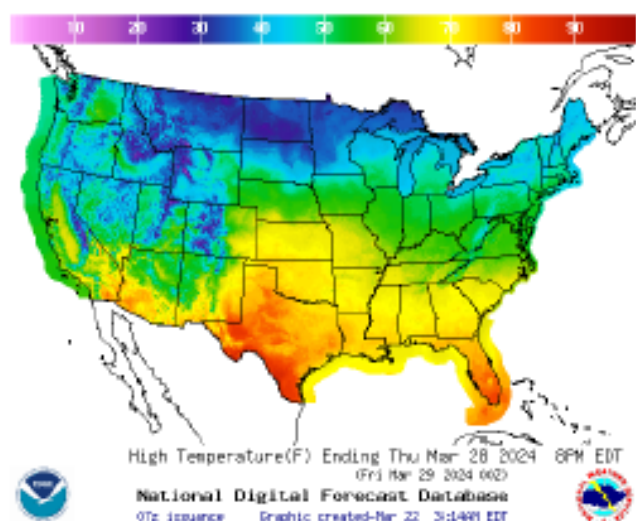 10 20 30 40 50 60 70 80 90
High Temperature(F) Ending Thu Mar 28 2024 8PM EDT
(Fri Mar 29 2024 00Z)
National Digital Forecast Database
07z issuance Graphic created-Mar 22 3:14AM EDT